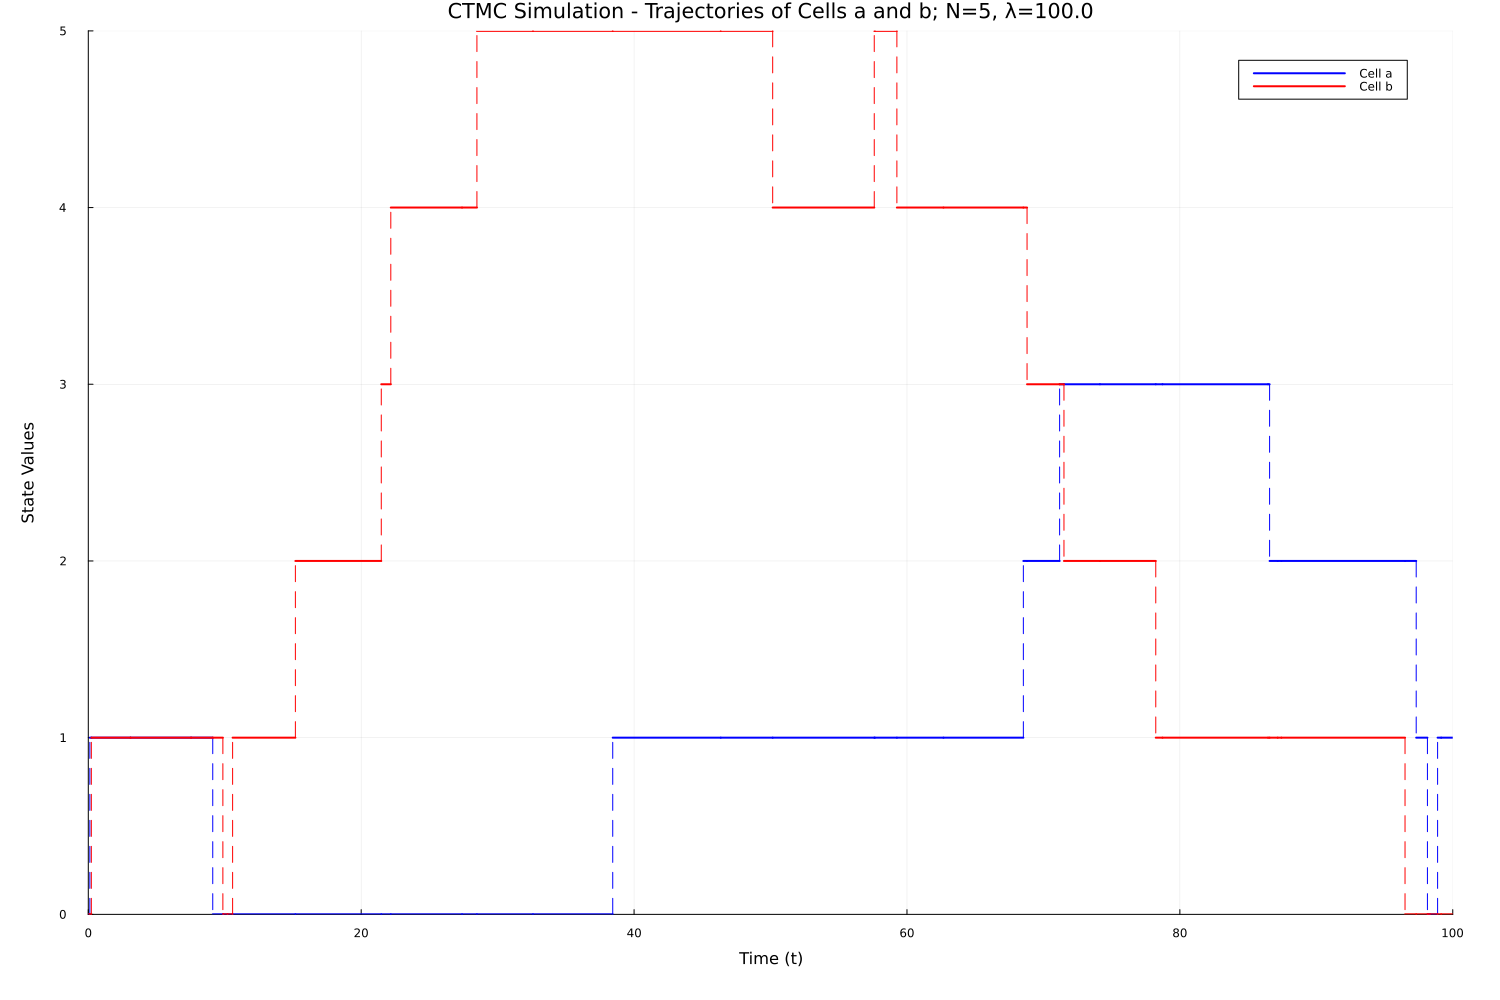 CTMC Simulation - Trajectories of Cells a and b; N=5, λ=100.0
Cell a
Cell b
State Values
5
4
3
2
1
0
0 20 40 60 80 100
Time (t)